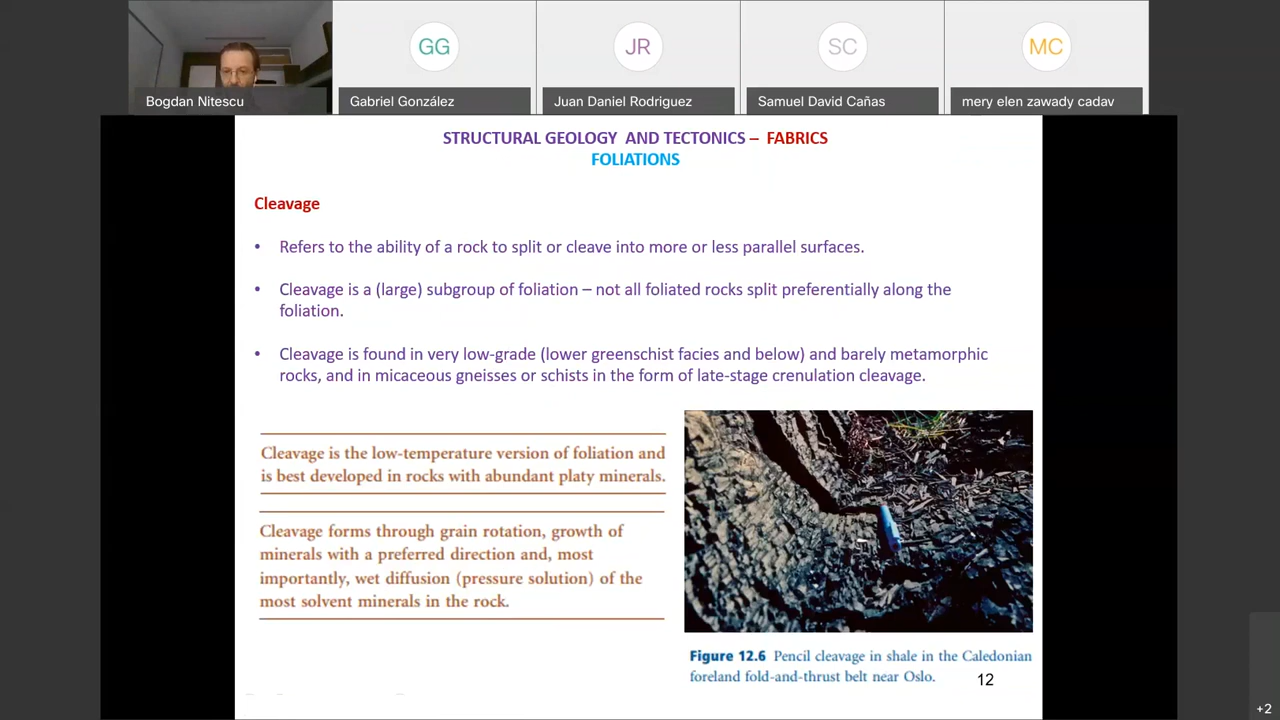 GG
JR
SC
MC
Bogdan Nitescu
Gabriel González
Juan Daniel Rodriguez
Samuel David Cañas
mery elen zawady cadav
STRUCTURAL GEOLOGY AND TECTONICS – FABRICS
FOLIATIONS
Cleavage
• Refers to the ability of a rock to split or cleave into more or less parallel surfaces.
• Cleavage is a (large) subgroup of foliation – not all foliated rocks split preferentially along the
foliation.
• Cleavage is found in very low-grade (lower greenschist facies and below) and barely metamorphic
rocks, and in micaceous gneisses or schists in the form of late-stage crenulation cleavage.
Cleavage is the low-temperature version of foliation and
is best developed in rocks with abundant platy minerals.
Cleavage forms through grain rotation, growth of
minerals with a preferred direction and, most
importantly, wet diffusion (pressure solution) of the
most solvent minerals in the rock.
Figure 12.6 Pencil cleavage in shale in the Caledonian
foreland fold-and-thrust belt near Oslo.
12
+2